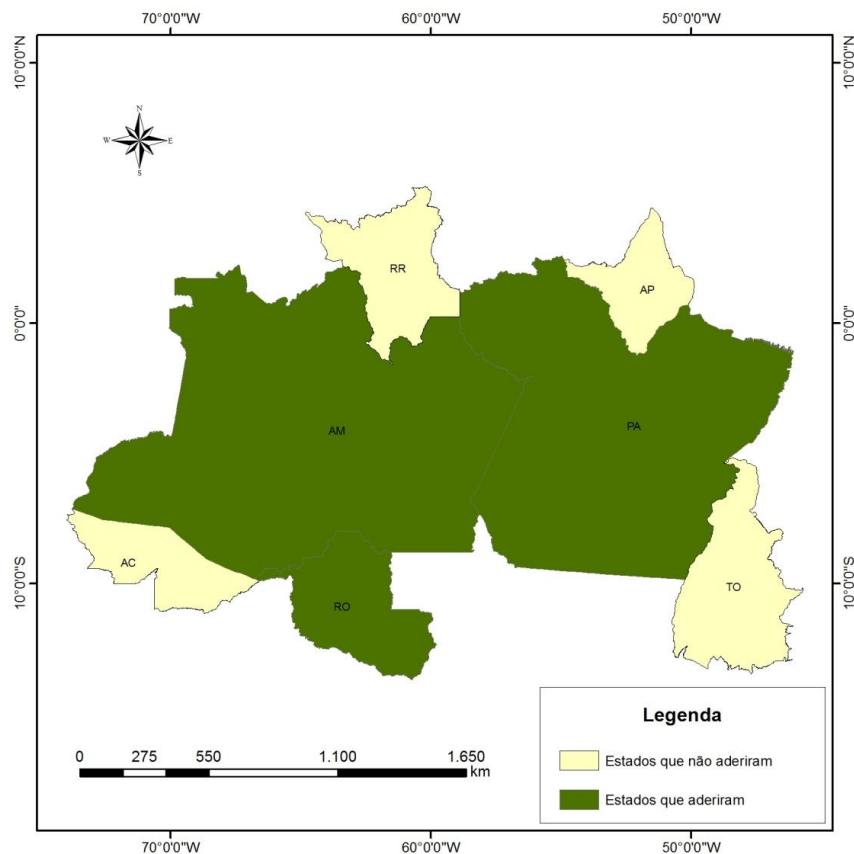 70°0'0"W 60°0'0"W 50°0'0"W
10°0'0"N 10°0'0"N
N
W E
S
RR
AP
0°0'0" 0°0'0"
AM PA
AC
10°0'0"S 10°0'0"S
RO
TO
Legenda
Estados que não aderiram
Estados que aderiram
0 275 550 1.100 1.650
km
70°0'0"W 60°0'0"W 50°0'0"W